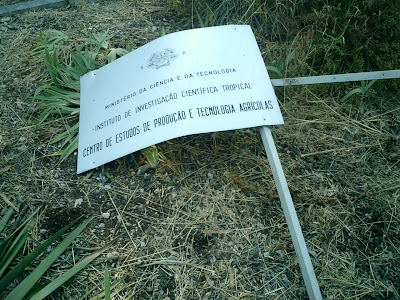 MINISTÉRIO DA CIÊNCIA E DA TECNOLOGIA
INSTITUTO DE INVESTIGAÇÃO CIENTÍFICA TROPICAL
CENTRO DE ESTUDOS DE PRODUÇÃO E TECNOLOGIA AGRÍCOLAS